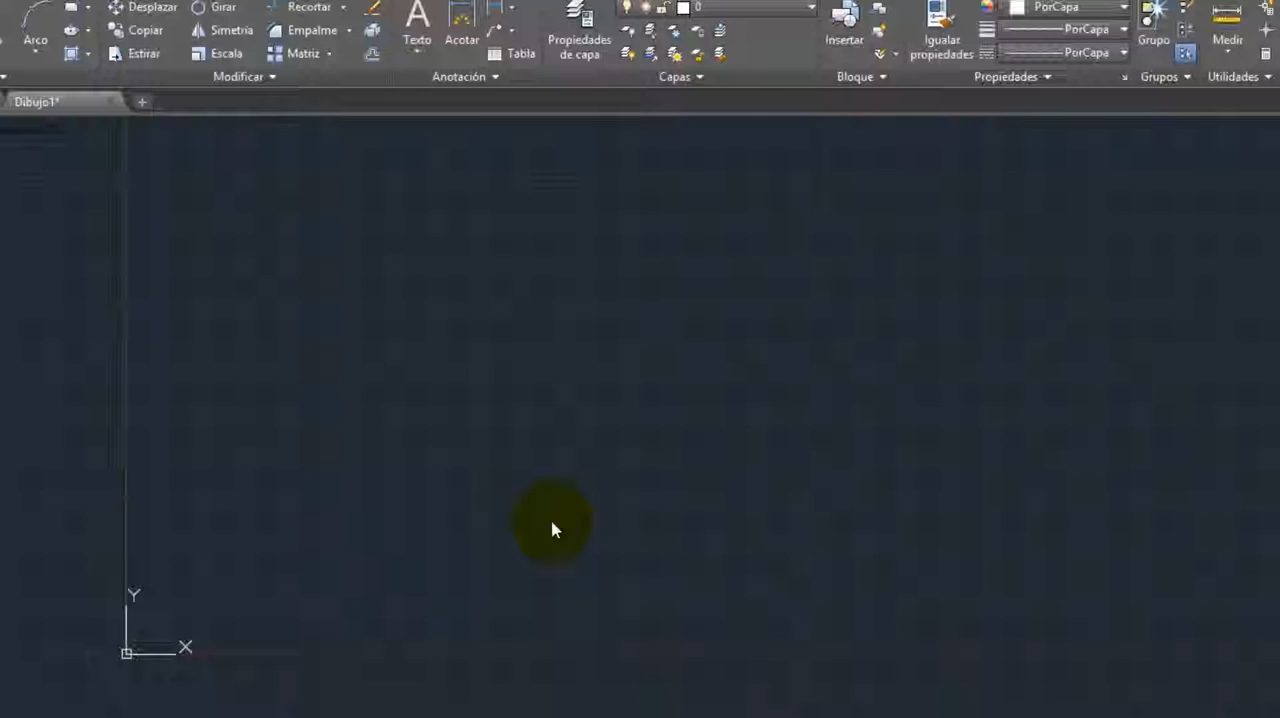 Desplazar Girar Recortar 0 PorCapa
Arco Copiar Simetría Empalme Texto Acotar Propiedades de capa Insertar Igualar propiedades PorCapa Grupo Medir
Estirar Escala Matriz Tabla PorCapa
Modificar Anotación Capas Bloque Propiedades Grupos Utilidades
Dibujo1*
Y
X